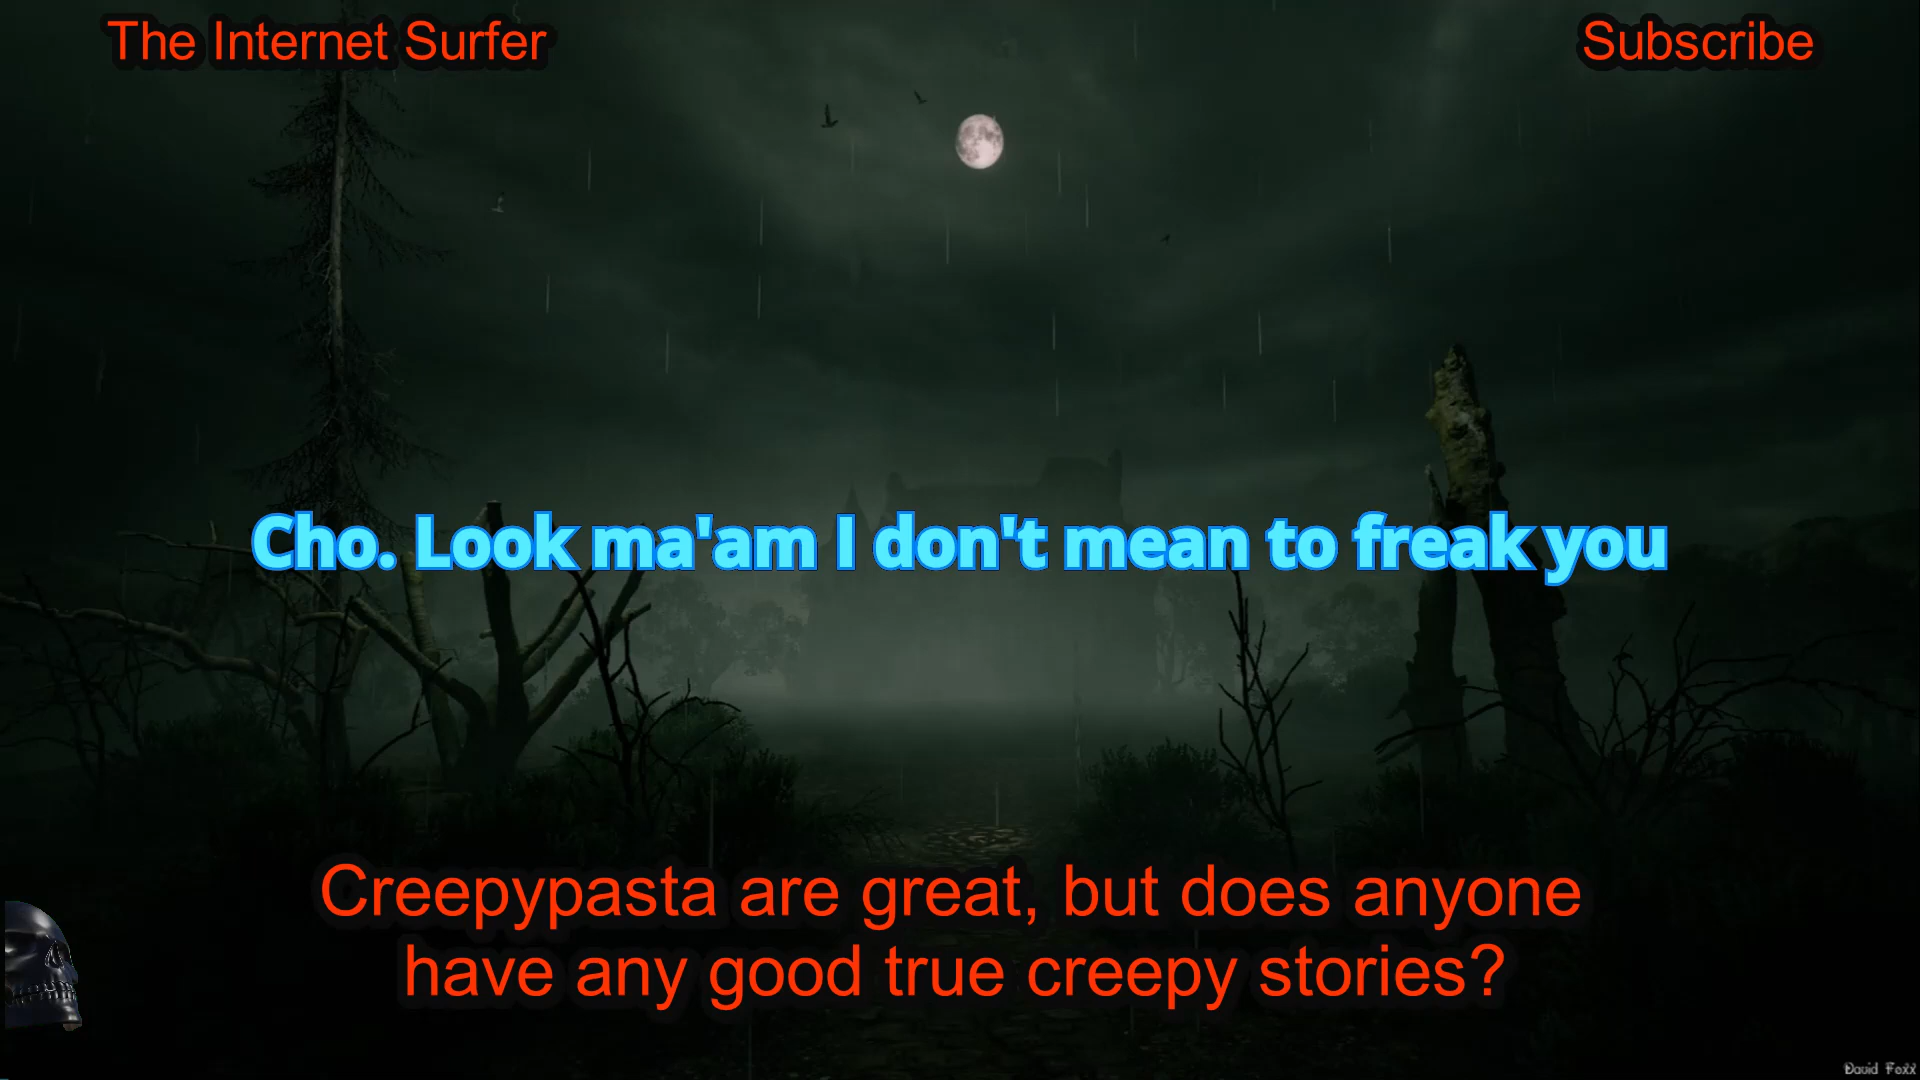 The Internet Surfer
Subscribe
Cho. Look ma'am I don't mean to freak you
Creepypasta are great, but does anyone
have any good true creepy stories?
David Foxx